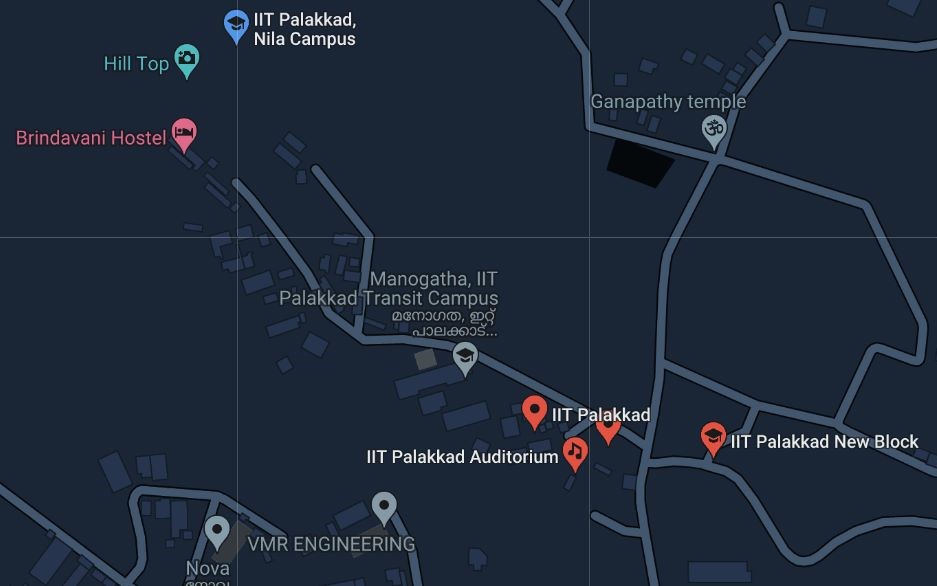 IIT Palakkad,
Nila Campus
Hill Top
Ganapathy temple
Brindavani Hostel
Manogatha, IIT
Palakkad Transit Campus
മനോഗത, ഇറ്റ്
പാലക്കാട്...
IIT Palakkad
IIT Palakkad New Block
IIT Palakkad Auditorium
VMR ENGINEERING
Nova